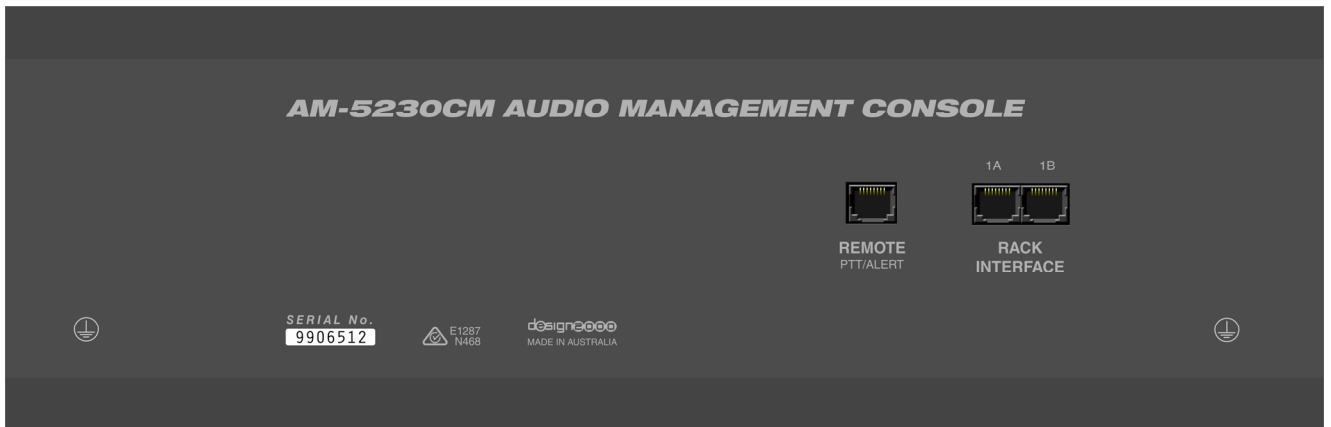 AM-5230CM AUDIO MANAGEMENT CONSOLE
1A 1B
REMOTE
PTT/ALERT
RACK
INTERFACE
SERIAL No.
9906512
E1287
N468
design2000
MADE IN AUSTRALIA